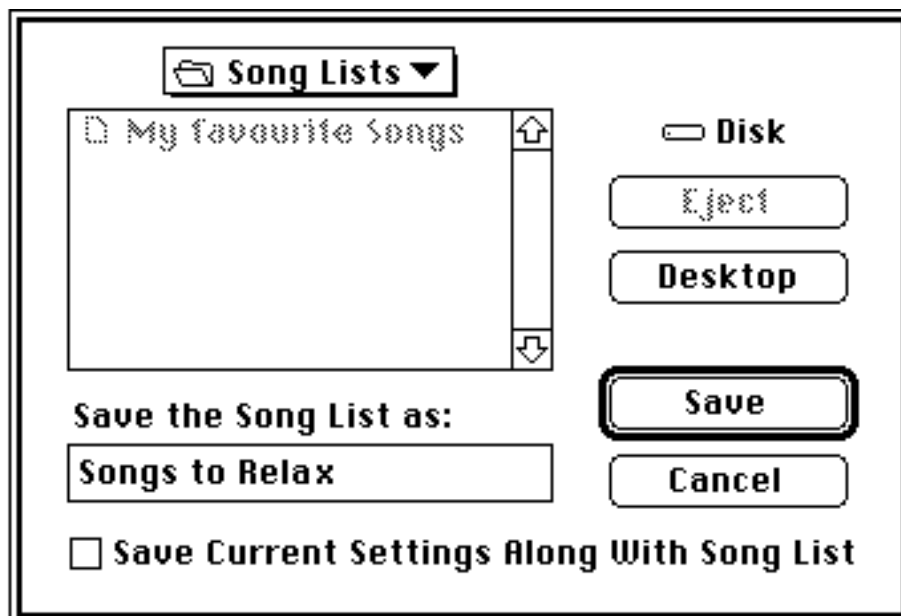 Song Lists
My favourite Songs
Disk
Eject
Desktop
Save
Save the Song List as:
Songs to Relax
Cancel
Save Current Settings Along With Song List